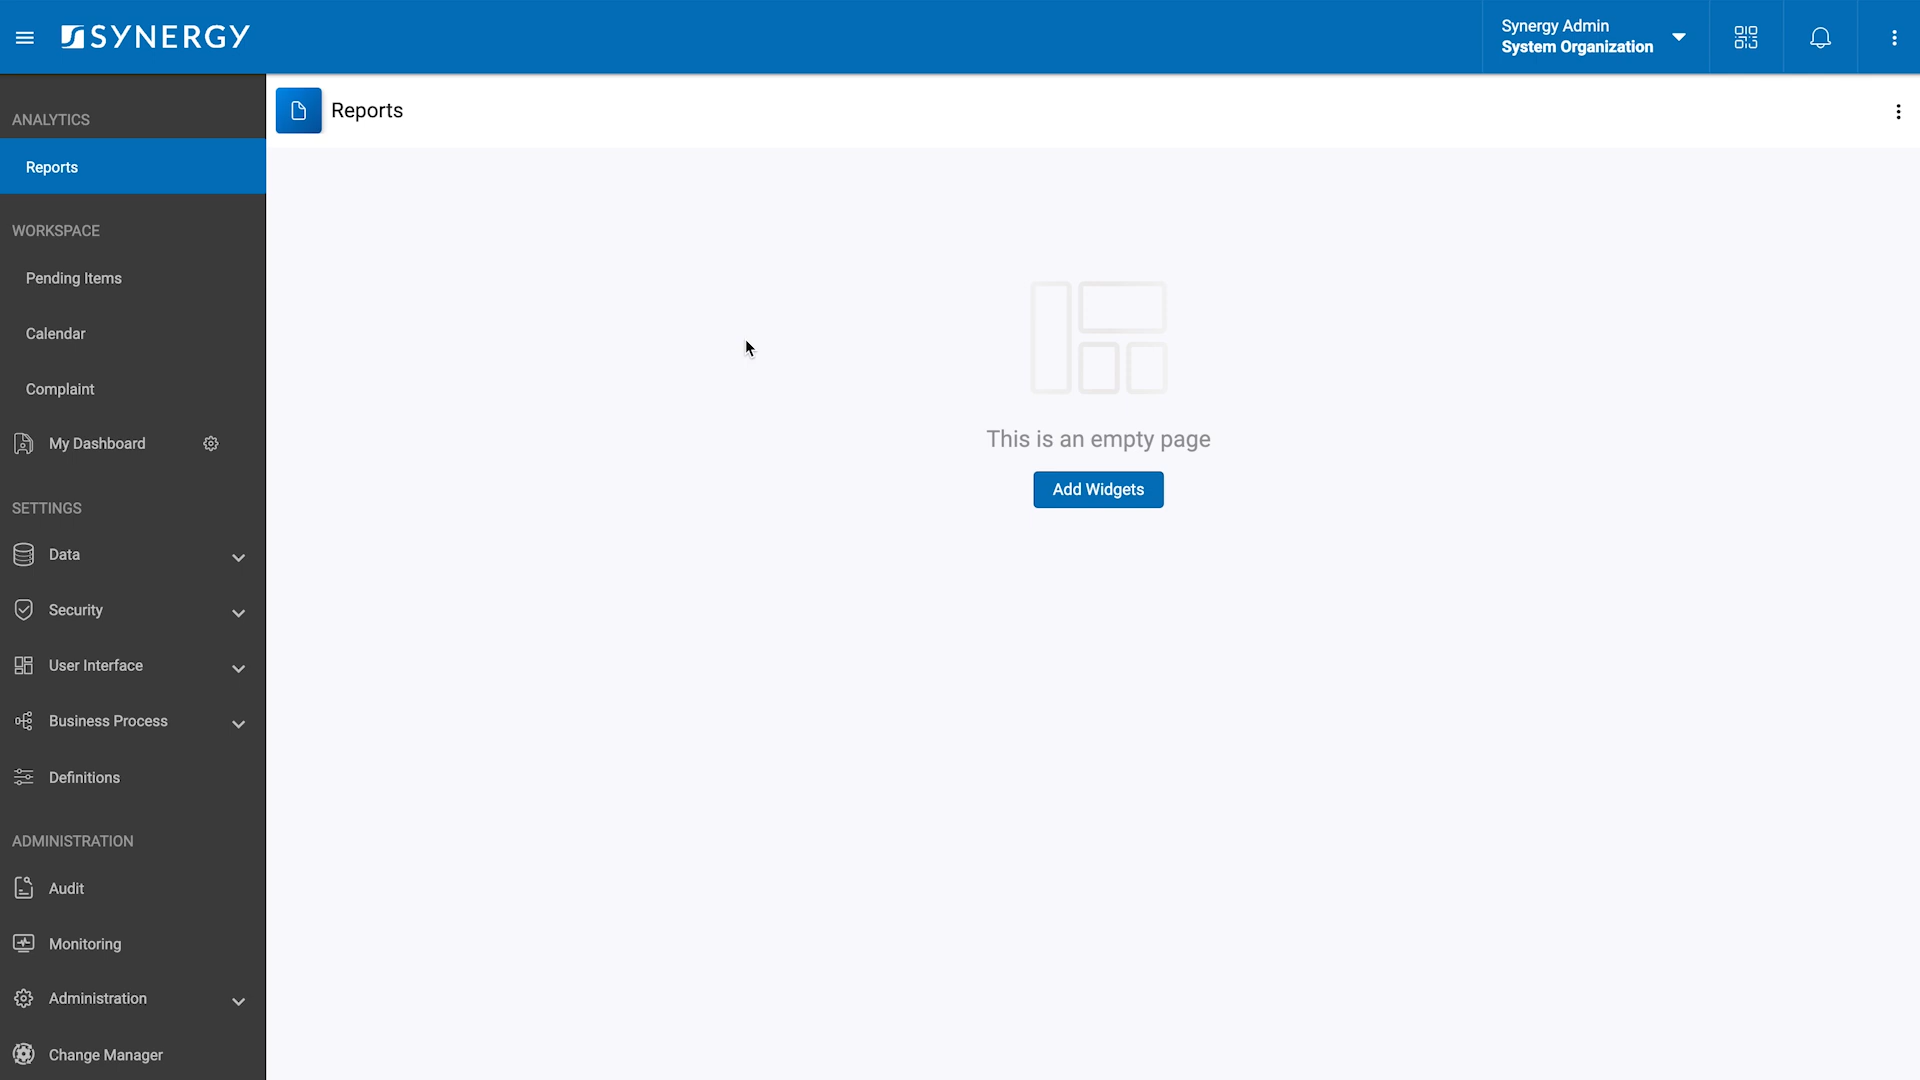 SYNERGY
Synergy Admin
System Organization
ANALYTICS
Reports
WORKSPACE
Pending Items
Calendar
Complaint
My Dashboard
SETTINGS
Data
Security
User Interface
Business Process
Definitions
ADMINISTRATION
Audit
Monitoring
Administration
Change Manager
Reports
This is an empty page
Add Widgets